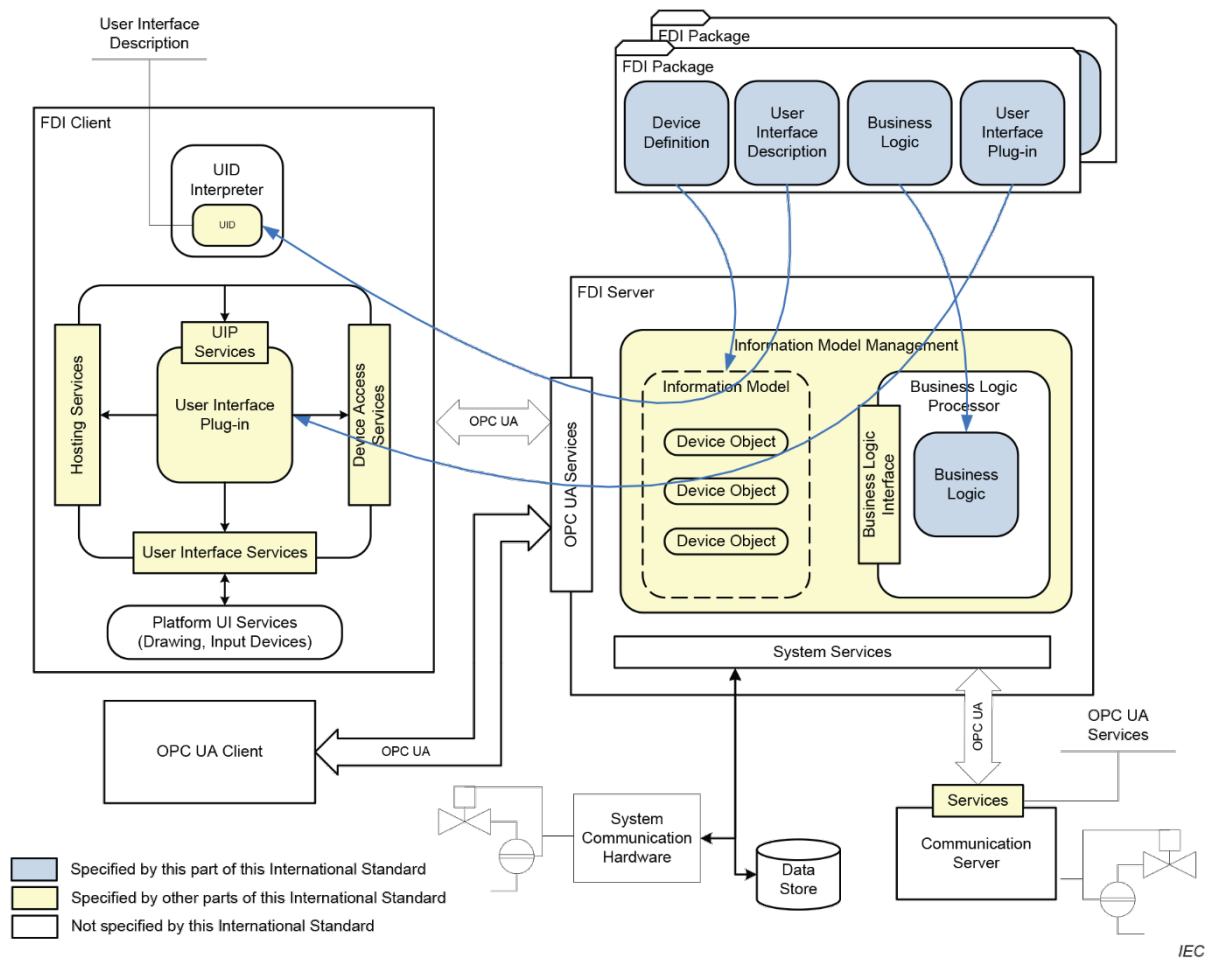 User Interface
Description
FDI Package
FDI Package
Device
Definition
User
Interface
Description
Business
Logic
User
Interface
Plug-in
FDI Client
UID
Interpreter
UID
UIP
Services
Hosting Services
User Interface
Plug-in
Device Access
Services
User Interface Services
Platform UI Services
(Drawing, Input Devices)
OPC UA
FDI Server
OPC UA Services
Information Model Management
Information Model
Device Object
Device Object
Device Object
Business Logic
Processor
Business Logic
Interface
Business
Logic
System Services
OPC UA Client
OPC UA
OPC UA
OPC UA
Services
Services
Communication
Server
System
Communication
Hardware
Data
Store
Specified by this part of this International Standard
Specified by other parts of this International Standard
Not specified by this International Standard
IEC